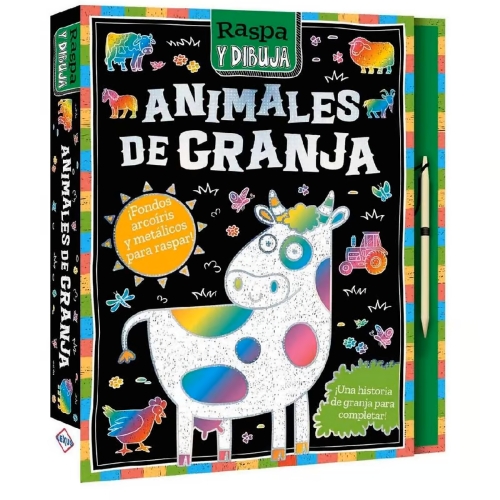 Raspa
Y DIBUJA
ANIMALES
DE GRANJA
¡Fondos
arcoíris
y metálicos
para raspar!
¡Una historia
de granja para
completar!
Raspa
Y DIBUJA
ANIMALES DE GRANJA
LEXUS